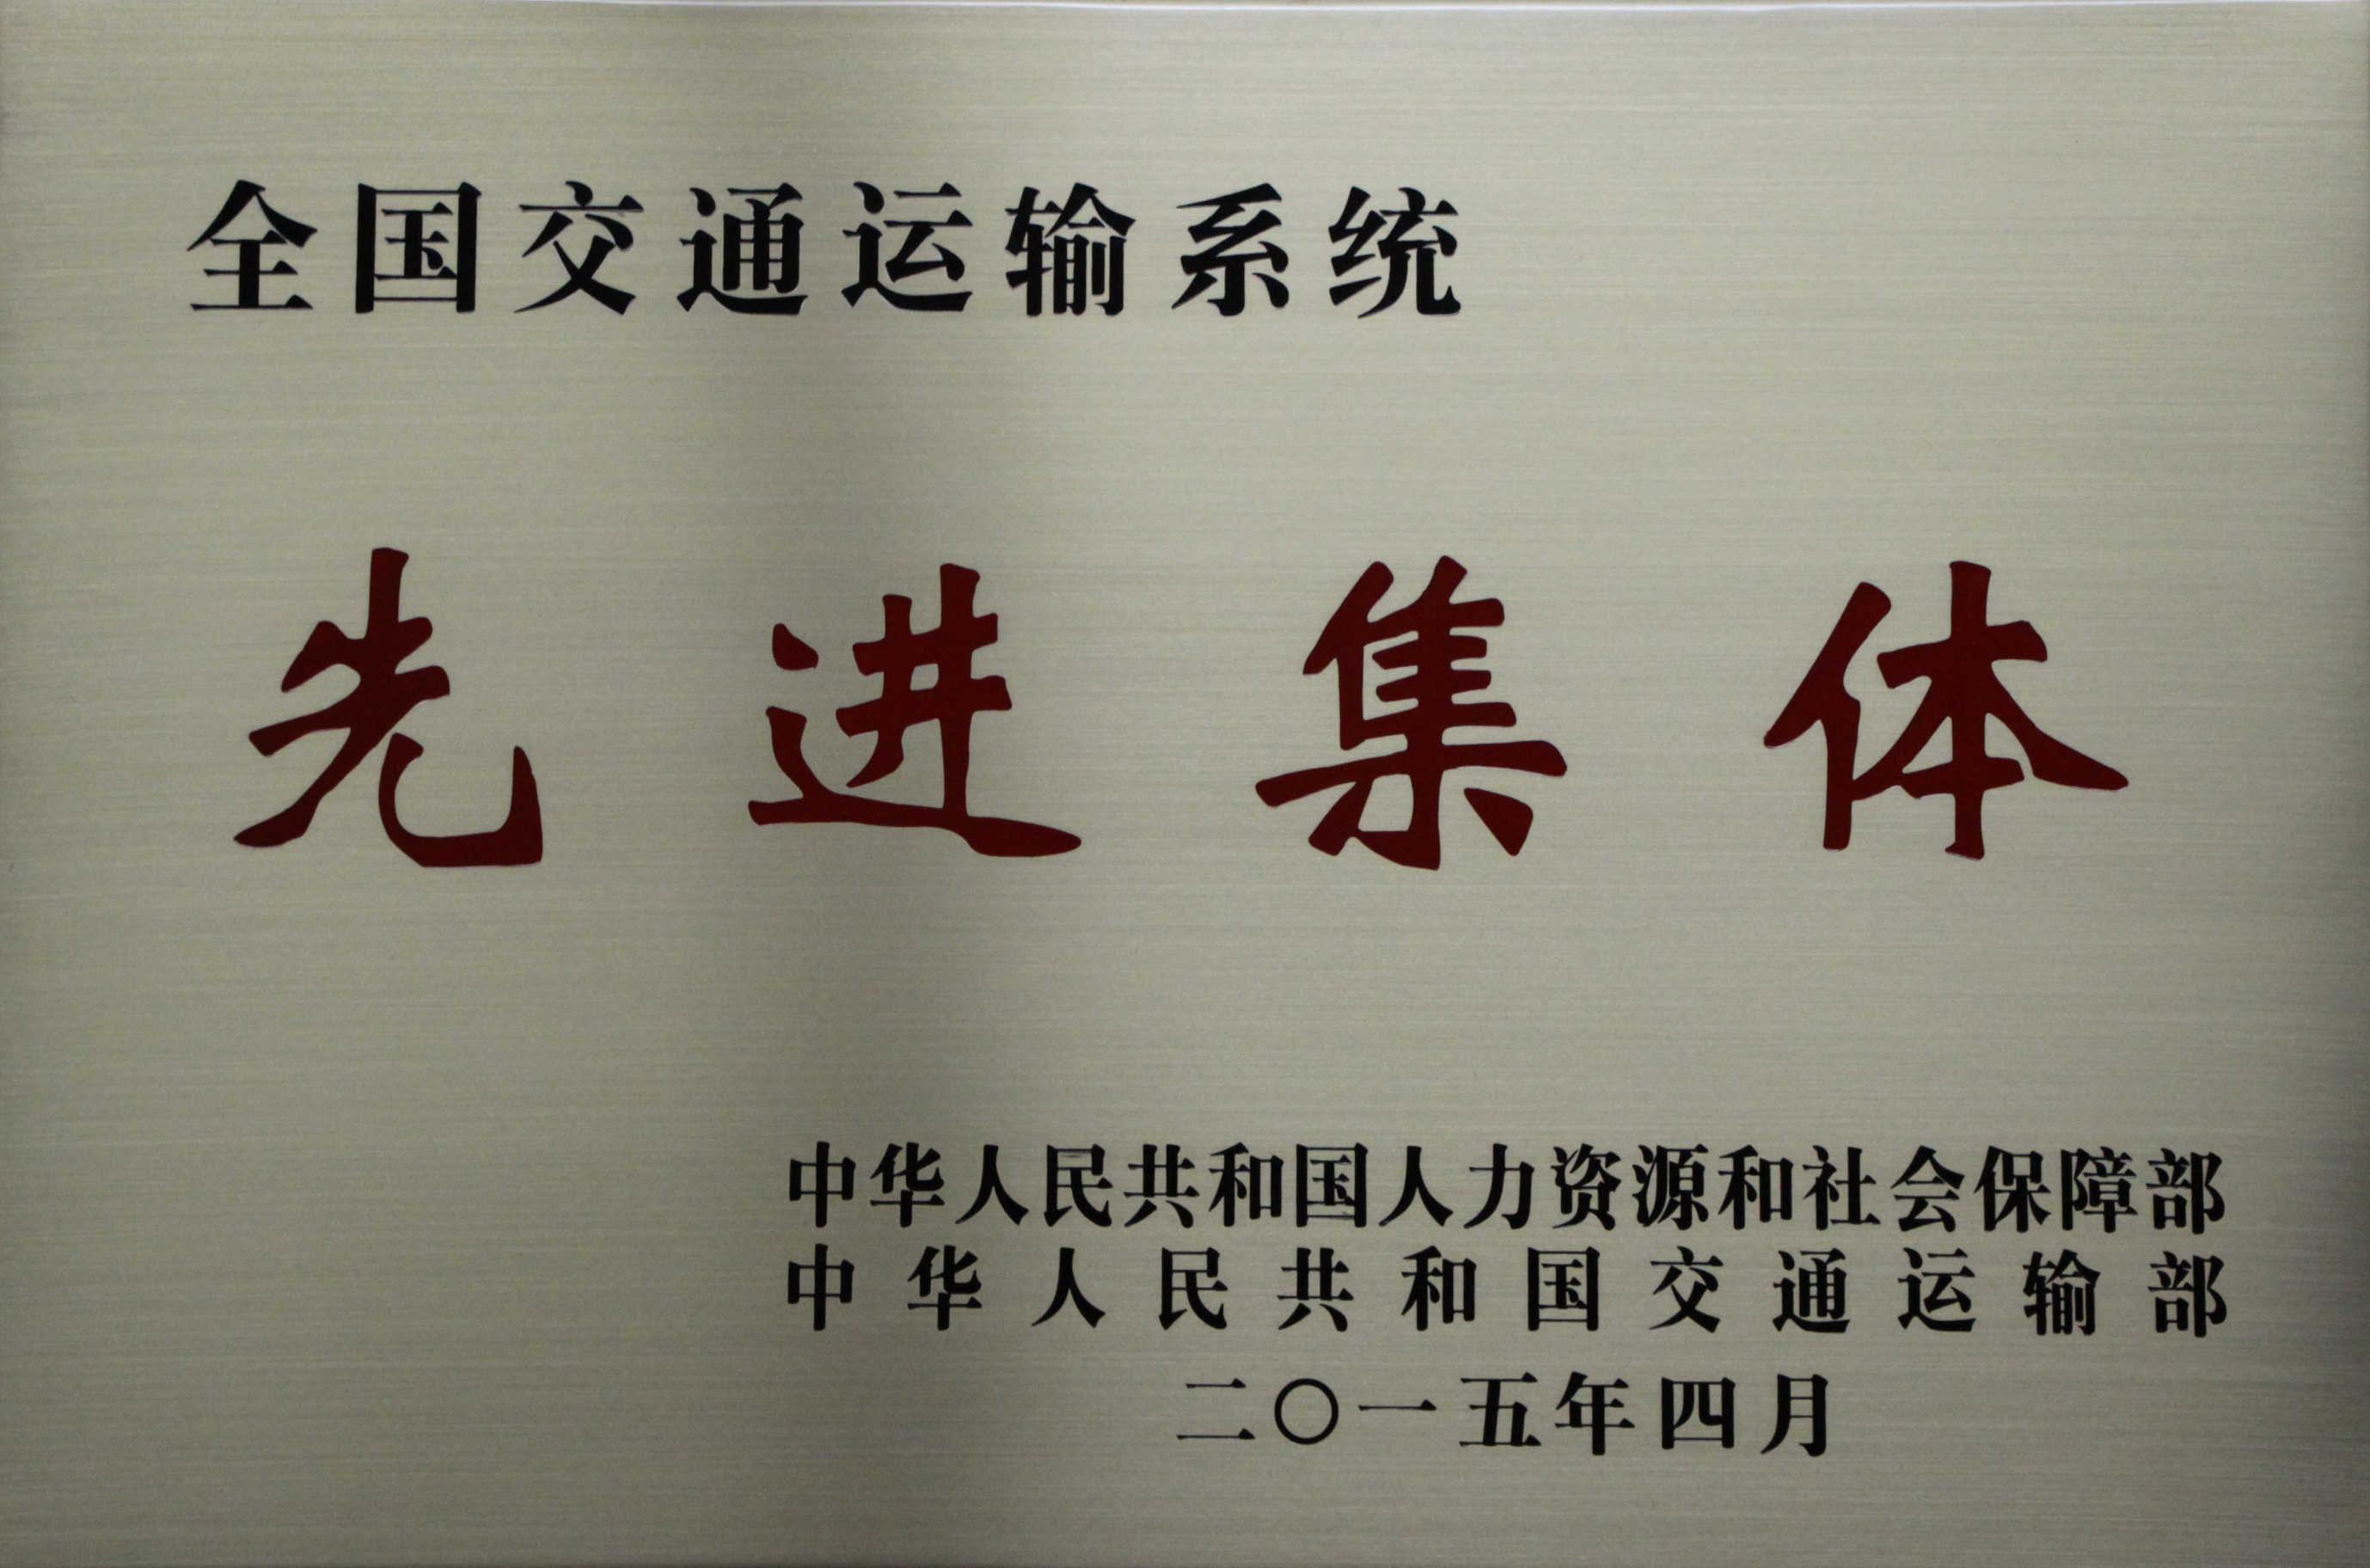 全国交通运输系统
先进集体
中华人民共和国人力资源和社会保障部
中华人民共和国交通运输部
二〇一五年四月